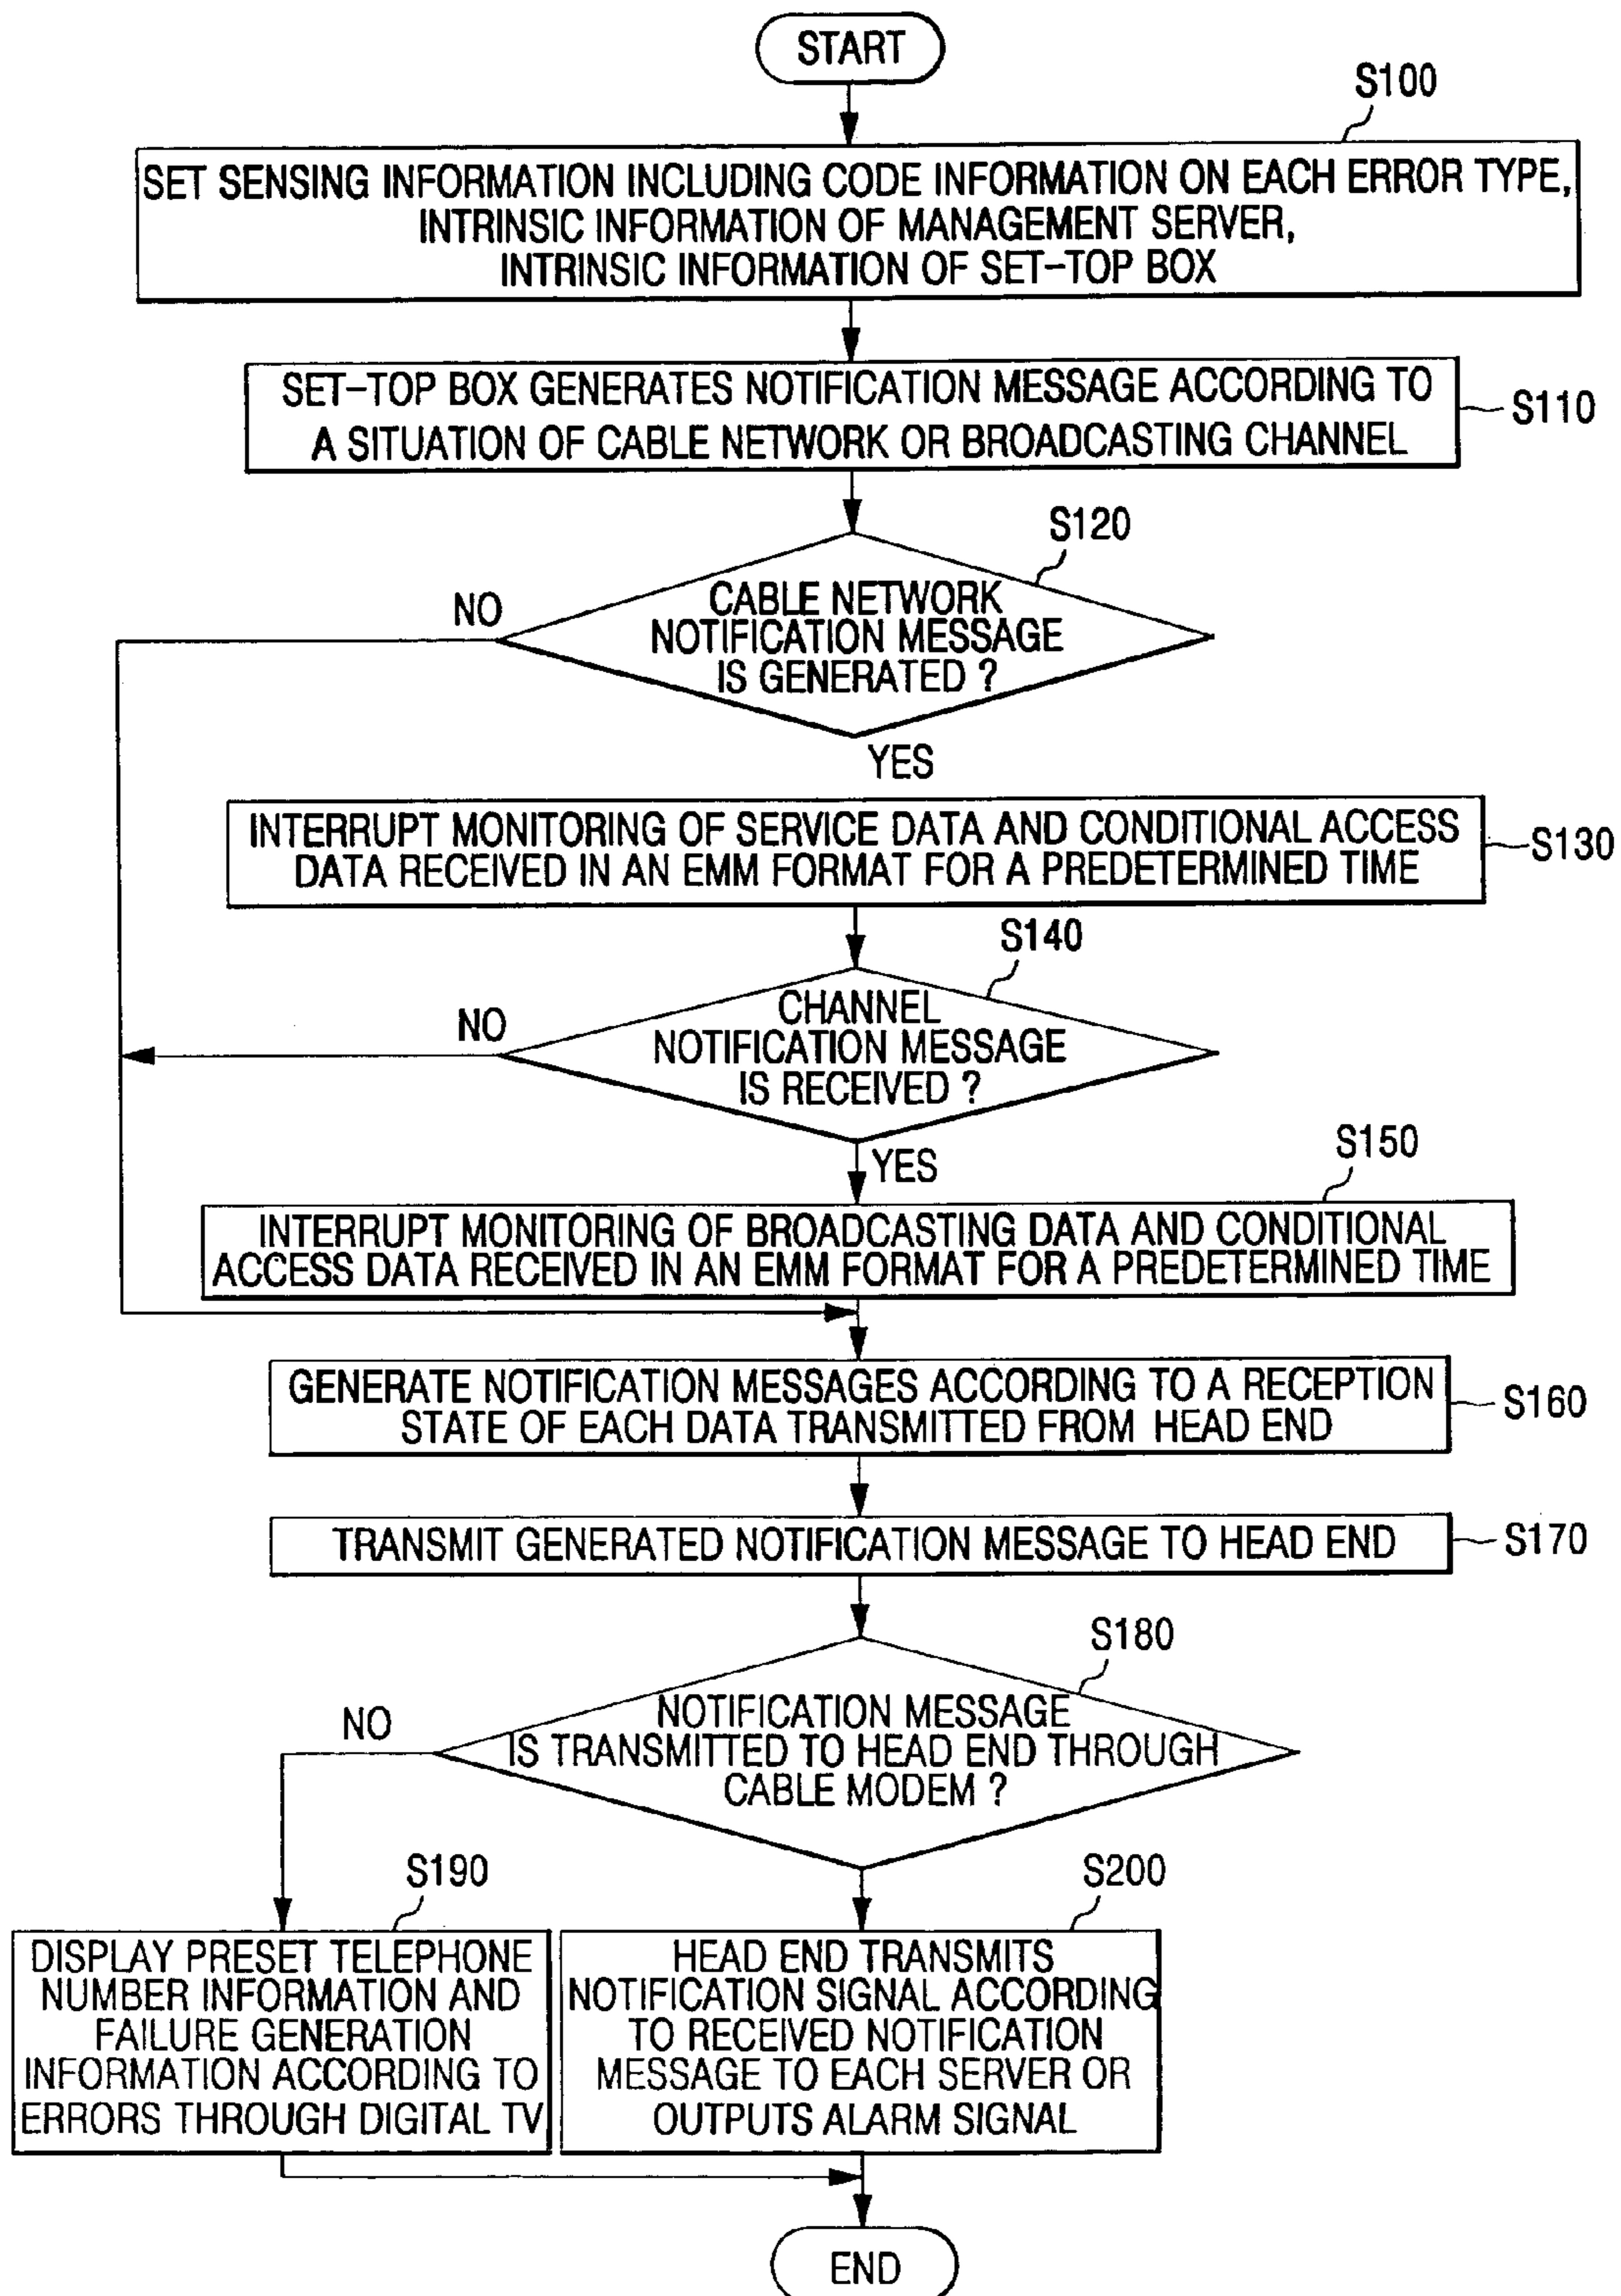 START
S100
SET SENSING INFORMATION INCLUDING CODE INFORMATION ON EACH ERROR TYPE,
INTRINSIC INFORMATION OF MANAGEMENT SERVER,
INTRINSIC INFORMATION OF SET-TOP BOX
SET-TOP BOX GENERATES NOTIFICATION MESSAGE ACCORDING TO
A SITUATION OF CABLE NETWORK OR BROADCASTING CHANNEL
S110
S120
NO
CABLE NETWORK
NOTIFICATION MESSAGE
IS GENERATED ?
YES
INTERRUPT MONITORING OF SERVICE DATA AND CONDITIONAL ACCESS
DATA RECEIVED IN AN EMM FORMAT FOR A PREDETERMINED TIME
S130
S140
NO
CHANNEL
NOTIFICATION MESSAGE
IS RECEIVED ?
YES
S150
INTERRUPT MONITORING OF BROADCASTING DATA AND CONDITIONAL
ACCESS DATA RECEIVED IN AN EMM FORMAT FOR A PREDETERMINED TIME
GENERATE NOTIFICATION MESSAGES ACCORDING TO A RECEPTION
STATE OF EACH DATA TRANSMITTED FROM HEAD END
S160
TRANSMIT GENERATED NOTIFICATION MESSAGE TO HEAD END
S170
S180
NO
NOTIFICATION MESSAGE
IS TRANSMITTED TO HEAD END THROUGH
CABLE MODEM ?
S190
DISPLAY PRESET TELEPHONE
NUMBER INFORMATION AND
FAILURE GENERATION
INFORMATION ACCORDING TO
ERRORS THROUGH DIGITAL TV
S200
HEAD END TRANSMITS
NOTIFICATION SIGNAL ACCORDING
TO RECEIVED NOTIFICATION
MESSAGE TO EACH SERVER OR
OUTPUTS ALARM SIGNAL
END